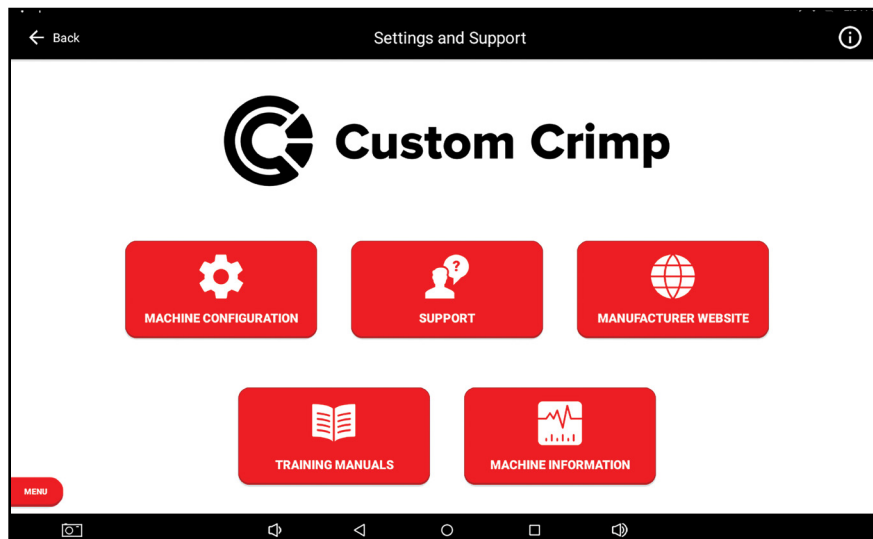 Back
Settings and Support
Custom Crimp
?
MACHINE CONFIGURATION
SUPPORT
MANUFACTURER WEBSITE
TRAINING MANUALS
MACHINE INFORMATION
MENU